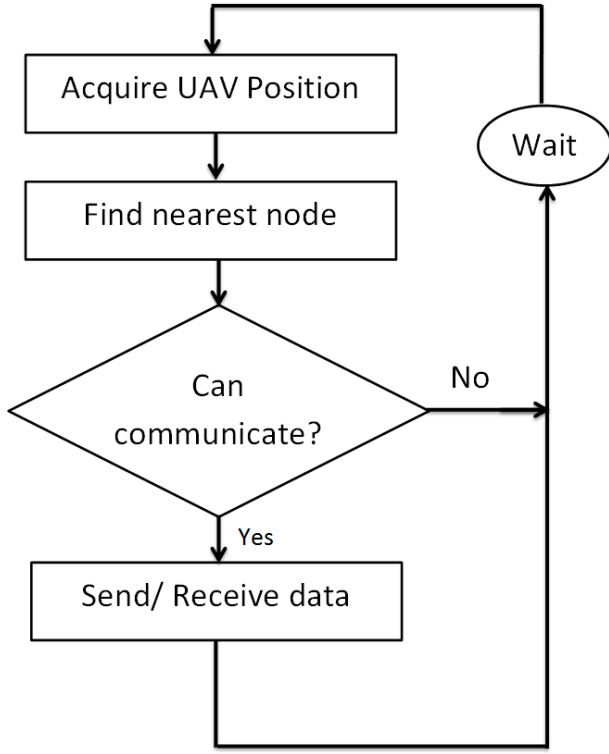 Acquire UAV Position
Wait
Find nearest node
Can
communicate?
No
Yes
Send/ Receive data